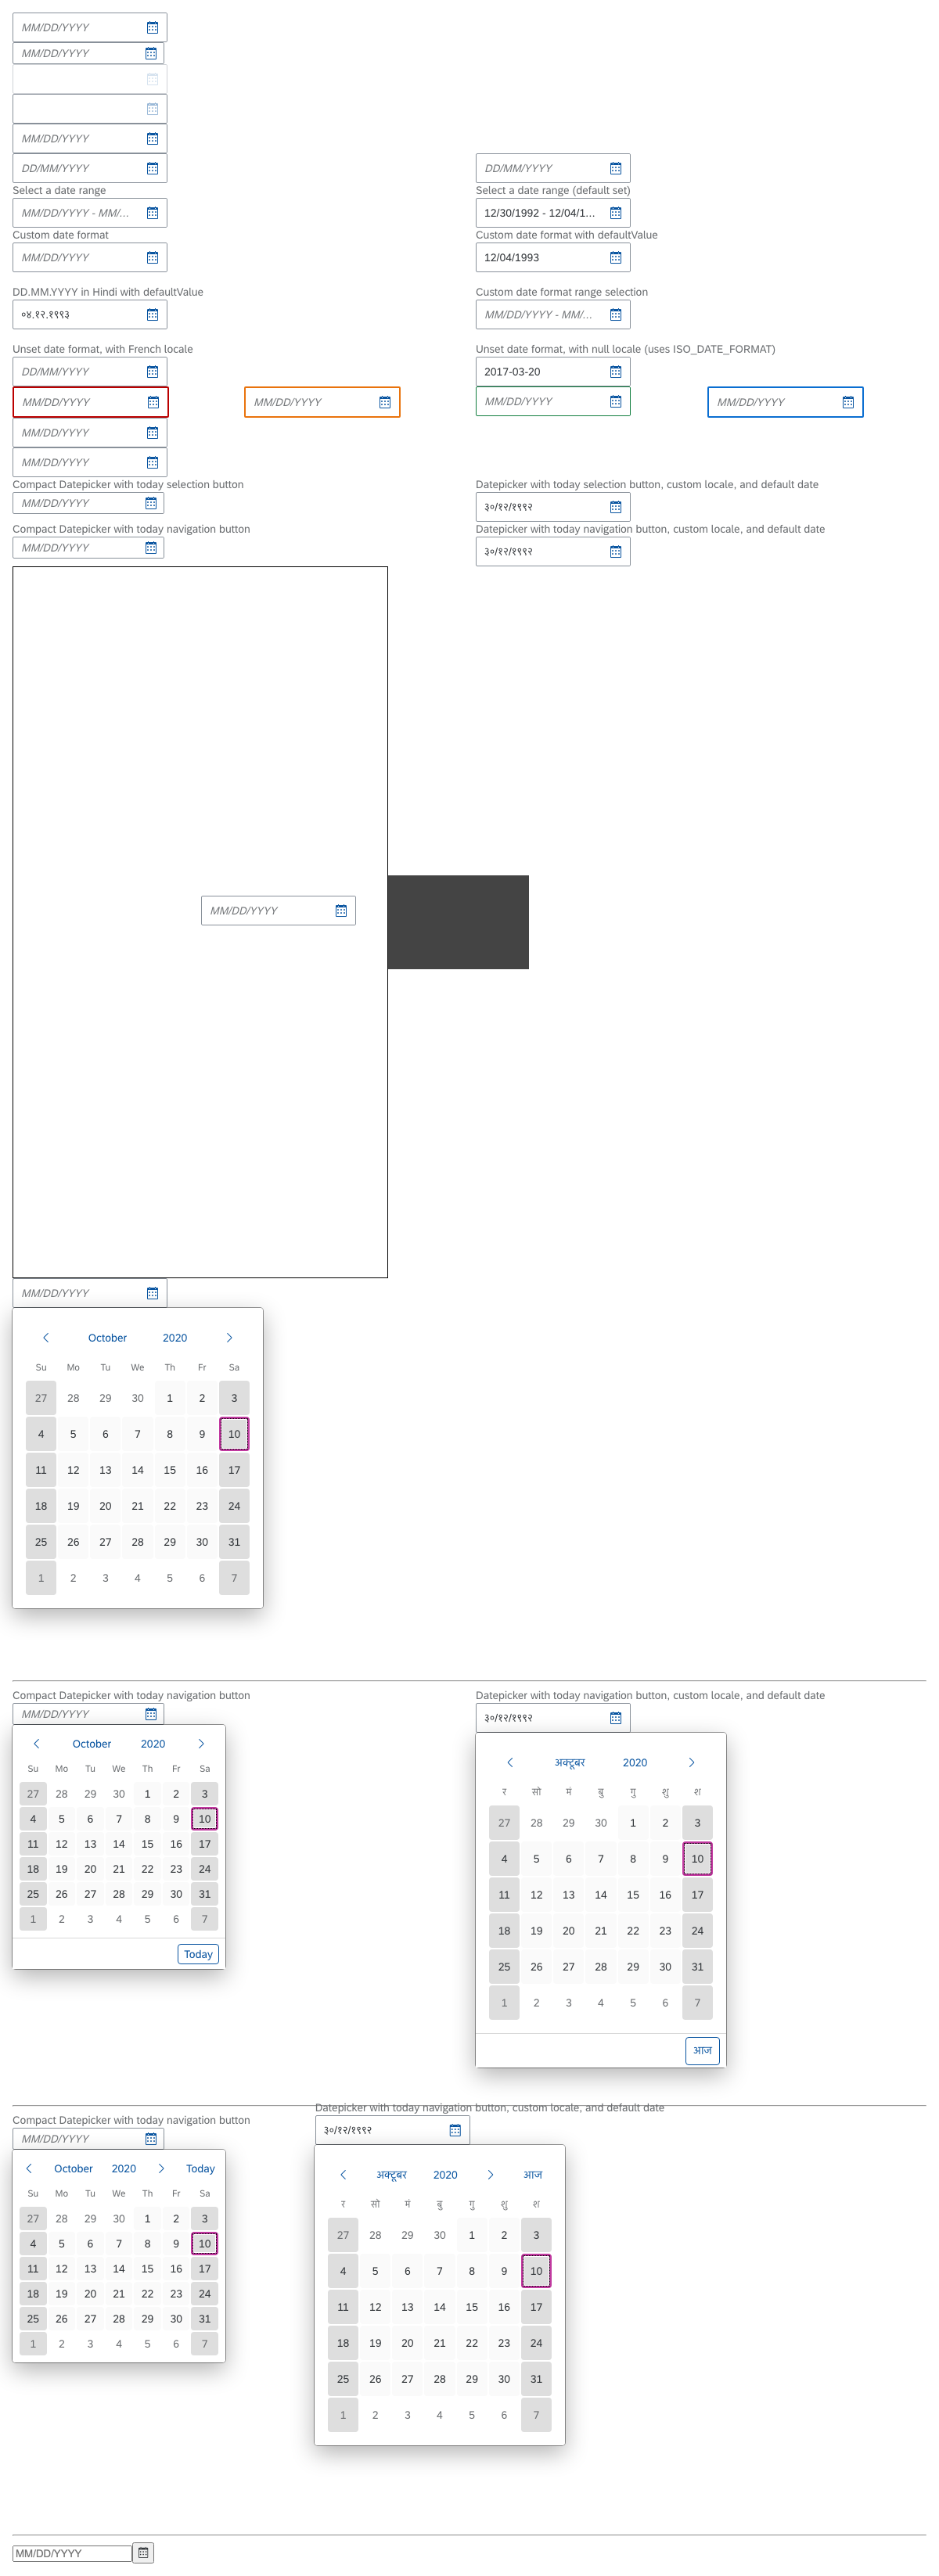 MM/DD/YYYY
MM/DD/YYYY
MM/DD/YYYY
DD/MM/YYYY DD/MM/YYYY
Select a date range Select a date range (default set)
MM/DD/YYYY - MM/... 12/30/1992 - 12/04/1...
Custom date format Custom date format with defaultValue
MM/DD/YYYY 12/04/1993
DD.MM.YYYY in Hindi with defaultValue Custom date format range selection
०४.१२.१९९३ MM/DD/YYYY - MM/...
Unset date format, with French locale Unset date format, with null locale (uses ISO_DATE_FORMAT)
DD/MM/YYYY 2017-03-20
MM/DD/YYYY MM/DD/YYYY MM/DD/YYYY MM/DD/YYYY
MM/DD/YYYY
MM/DD/YYYY
Compact Datepicker with today selection button Datepicker with today selection button, custom locale, and default date
MM/DD/YYYY ३०/१२/१९९२
Compact Datepicker with today navigation button Datepicker with today navigation button, custom locale, and default date
MM/DD/YYYY ३०/१२/१९९२
MM/DD/YYYY
MM/DD/YYYY
October 2020
Su Mo Tu We Th Fr Sa
27 28 29 30 1 2 3
4 5 6 7 8 9 10
11 12 13 14 15 16 17
18 19 20 21 22 23 24
25 26 27 28 29 30 31
1 2 3 4 5 6 7
Compact Datepicker with today navigation button
MM/DD/YYYY
October 2020
Su Mo Tu We Th Fr Sa
27 28 29 30 1 2 3
4 5 6 7 8 9 10
11 12 13 14 15 16 17
18 19 20 21 22 23 24
25 26 27 28 29 30 31
1 2 3 4 5 6 7
Today
Datepicker with today navigation button, custom locale, and default date
३०/१२/१९९२
अक्टूबर 2020
र सो मं बु गु शु श
27 28 29 30 1 2 3
4 5 6 7 8 9 10
11 12 13 14 15 16 17
18 19 20 21 22 23 24
25 26 27 28 29 30 31
1 2 3 4 5 6 7
आज
Compact Datepicker with today navigation button
MM/DD/YYYY
October 2020 Today
Su Mo Tu We Th Fr Sa
27 28 29 30 1 2 3
4 5 6 7 8 9 10
11 12 13 14 15 16 17
18 19 20 21 22 23 24
25 26 27 28 29 30 31
1 2 3 4 5 6 7
Datepicker with today navigation button, custom locale, and default date
३०/१२/१९९२
अक्टूबर 2020 आज
र सो मं बु गु शु श
27 28 29 30 1 2 3
4 5 6 7 8 9 10
11 12 13 14 15 16 17
18 19 20 21 22 23 24
25 26 27 28 29 30 31
1 2 3 4 5 6 7
MM/DD/YYYY